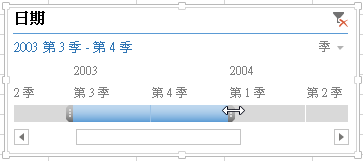 日期
2003 第 3 季 - 第 4 季
季
2003 2004
2 季 第 3 季 第 4 季 第 1 季 第 2 季